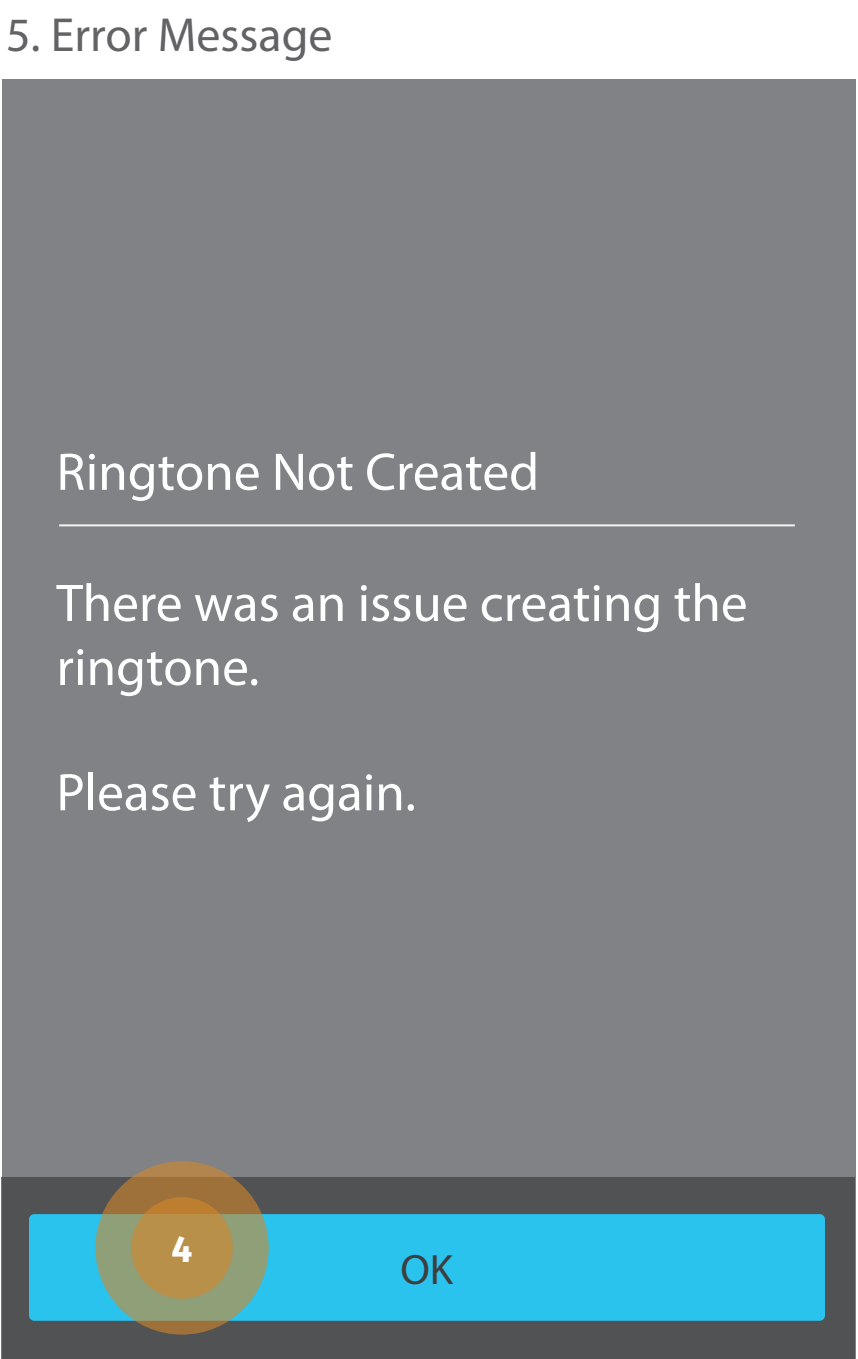 5. Error Message
Ringtone Not Created
There was an issue creating the
ringtone.
Please try again.
4
OK